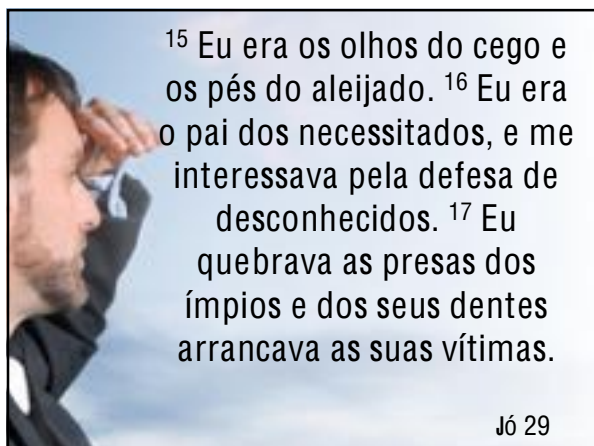 15 Eu era os olhos do cego e
os pés do aleijado. 16 Eu era
o pai dos necessitados, e me
interessava pela defesa de
desconhecidos. 17 Eu
quebrava as presas dos
ímpios e dos seus dentes
arrancava as suas vítimas.
Jó 29